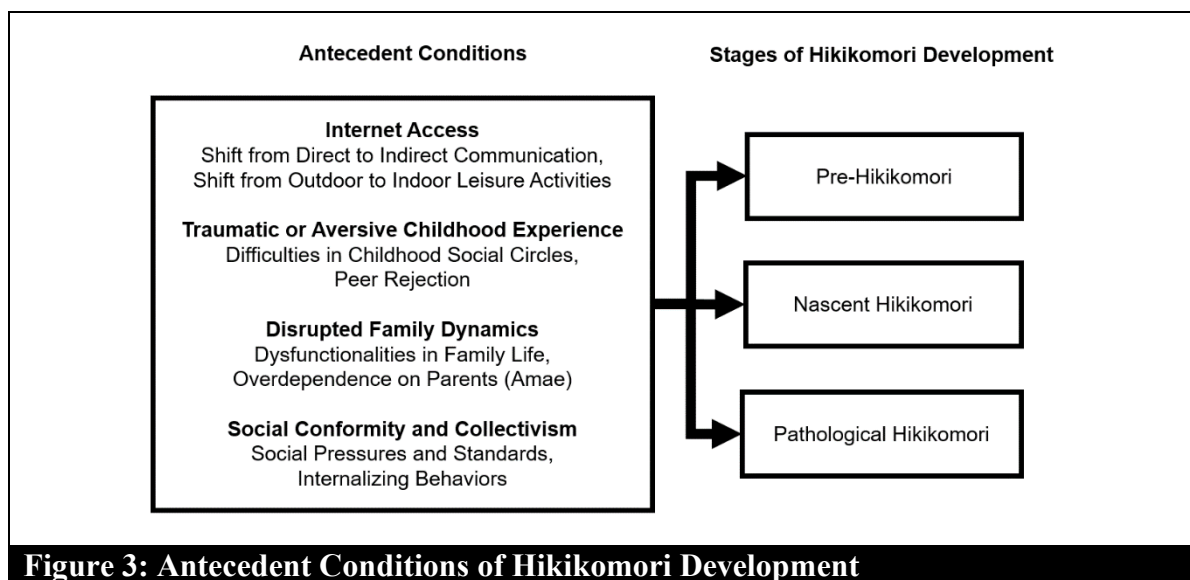 Antecedent Conditions
Internet Access
Shift from Direct to Indirect Communication,
Shift from Outdoor to Indoor Leisure Activities
Traumatic or Aversive Childhood Experience
Difficulties in Childhood Social Circles,
Peer Rejection
Disrupted Family Dynamics
Dysfunctionalities in Family Life,
Overdependence on Parents (Amae)
Social Conformity and Collectivism
Social Pressures and Standards,
Internalizing Behaviors
Stages of Hikikomori Development
Pre-Hikikomori
Nascent Hikikomori
Pathological Hikikomori
Figure 3: Antecedent Conditions of Hikikomori Development